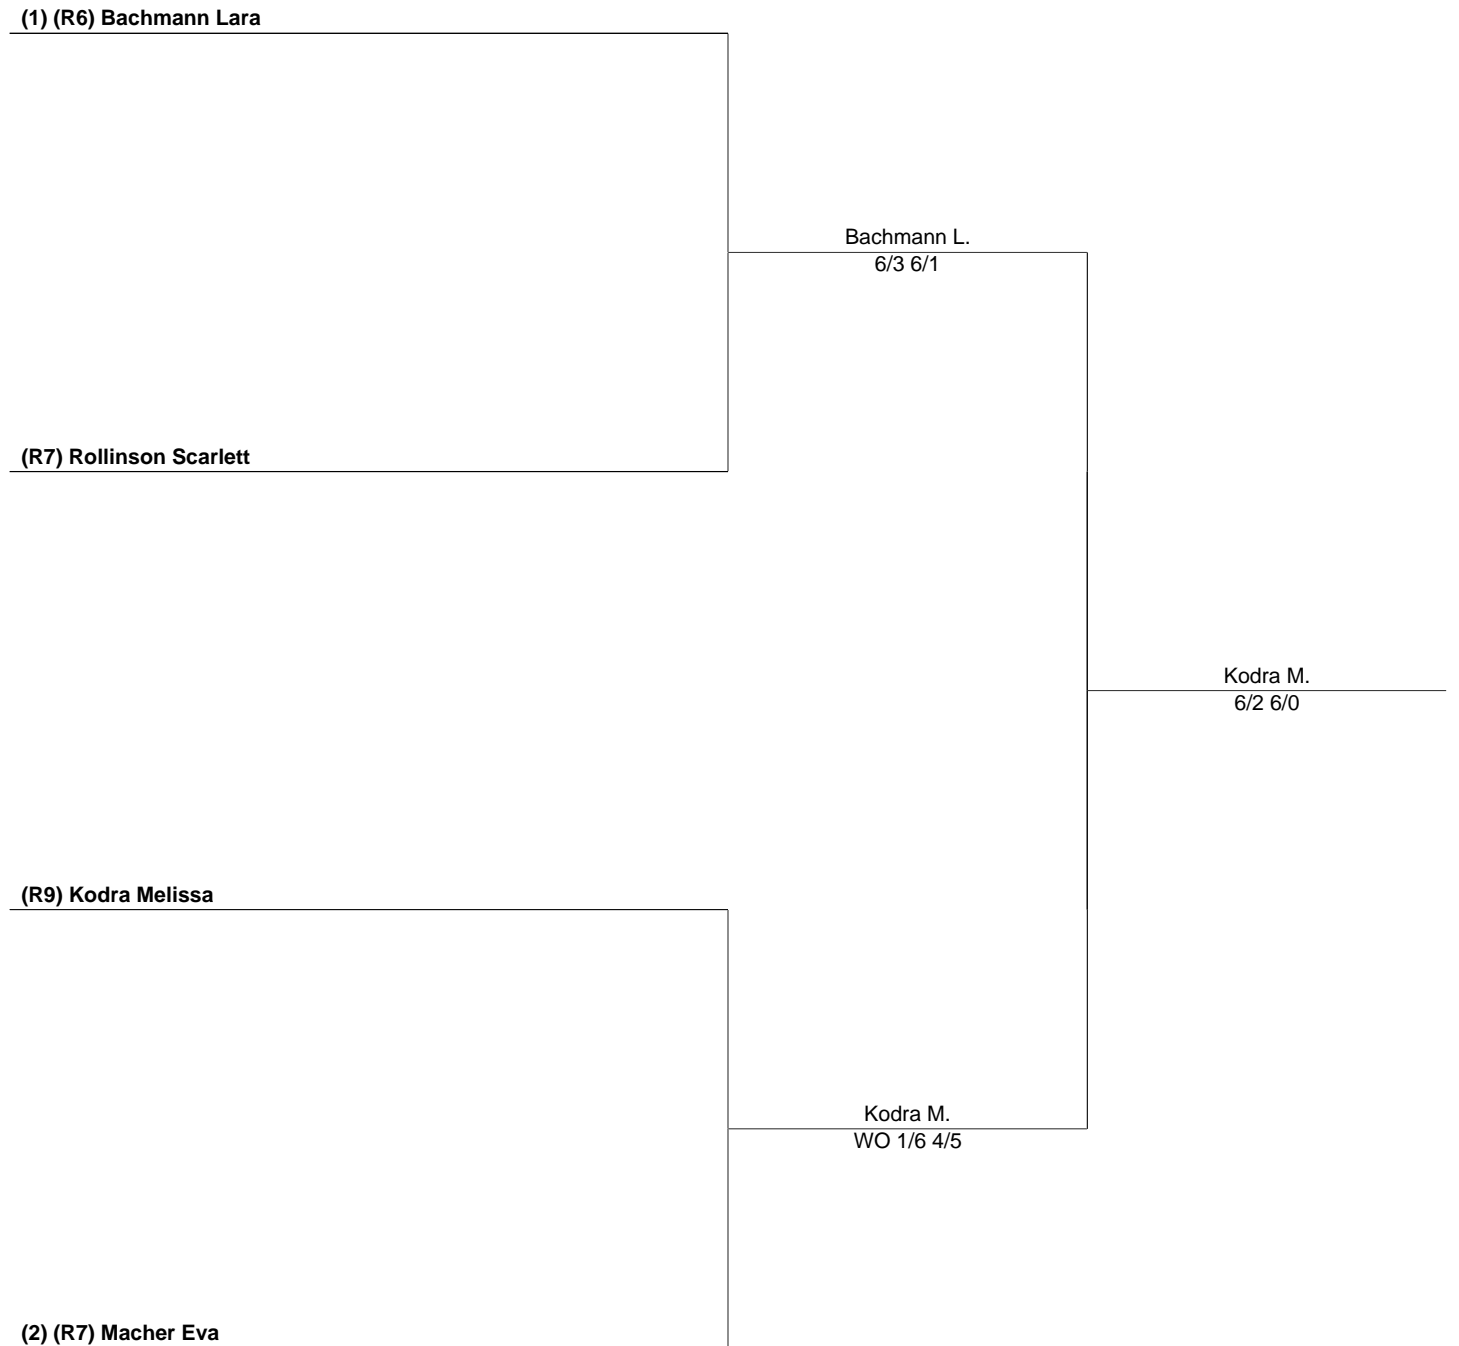 (1) (R6) Bachmann Lara
Bachmann L.
6/3 6/1
(R7) Rollinson Scarlett
Kodra M.
6/2 6/0
(R9) Kodra Melissa
Kodra M.
WO 1/6 4/5
(2) (R7) Macher Eva